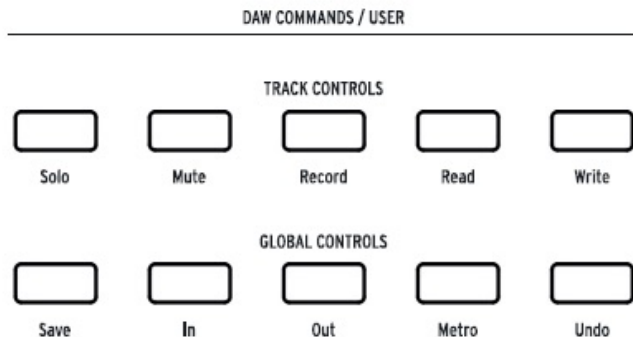 DAW COMMANDS / USER
TRACK CONTROLS
Solo Mute Record Read Write
GLOBAL CONTROLS
Save In Out Metro Undo